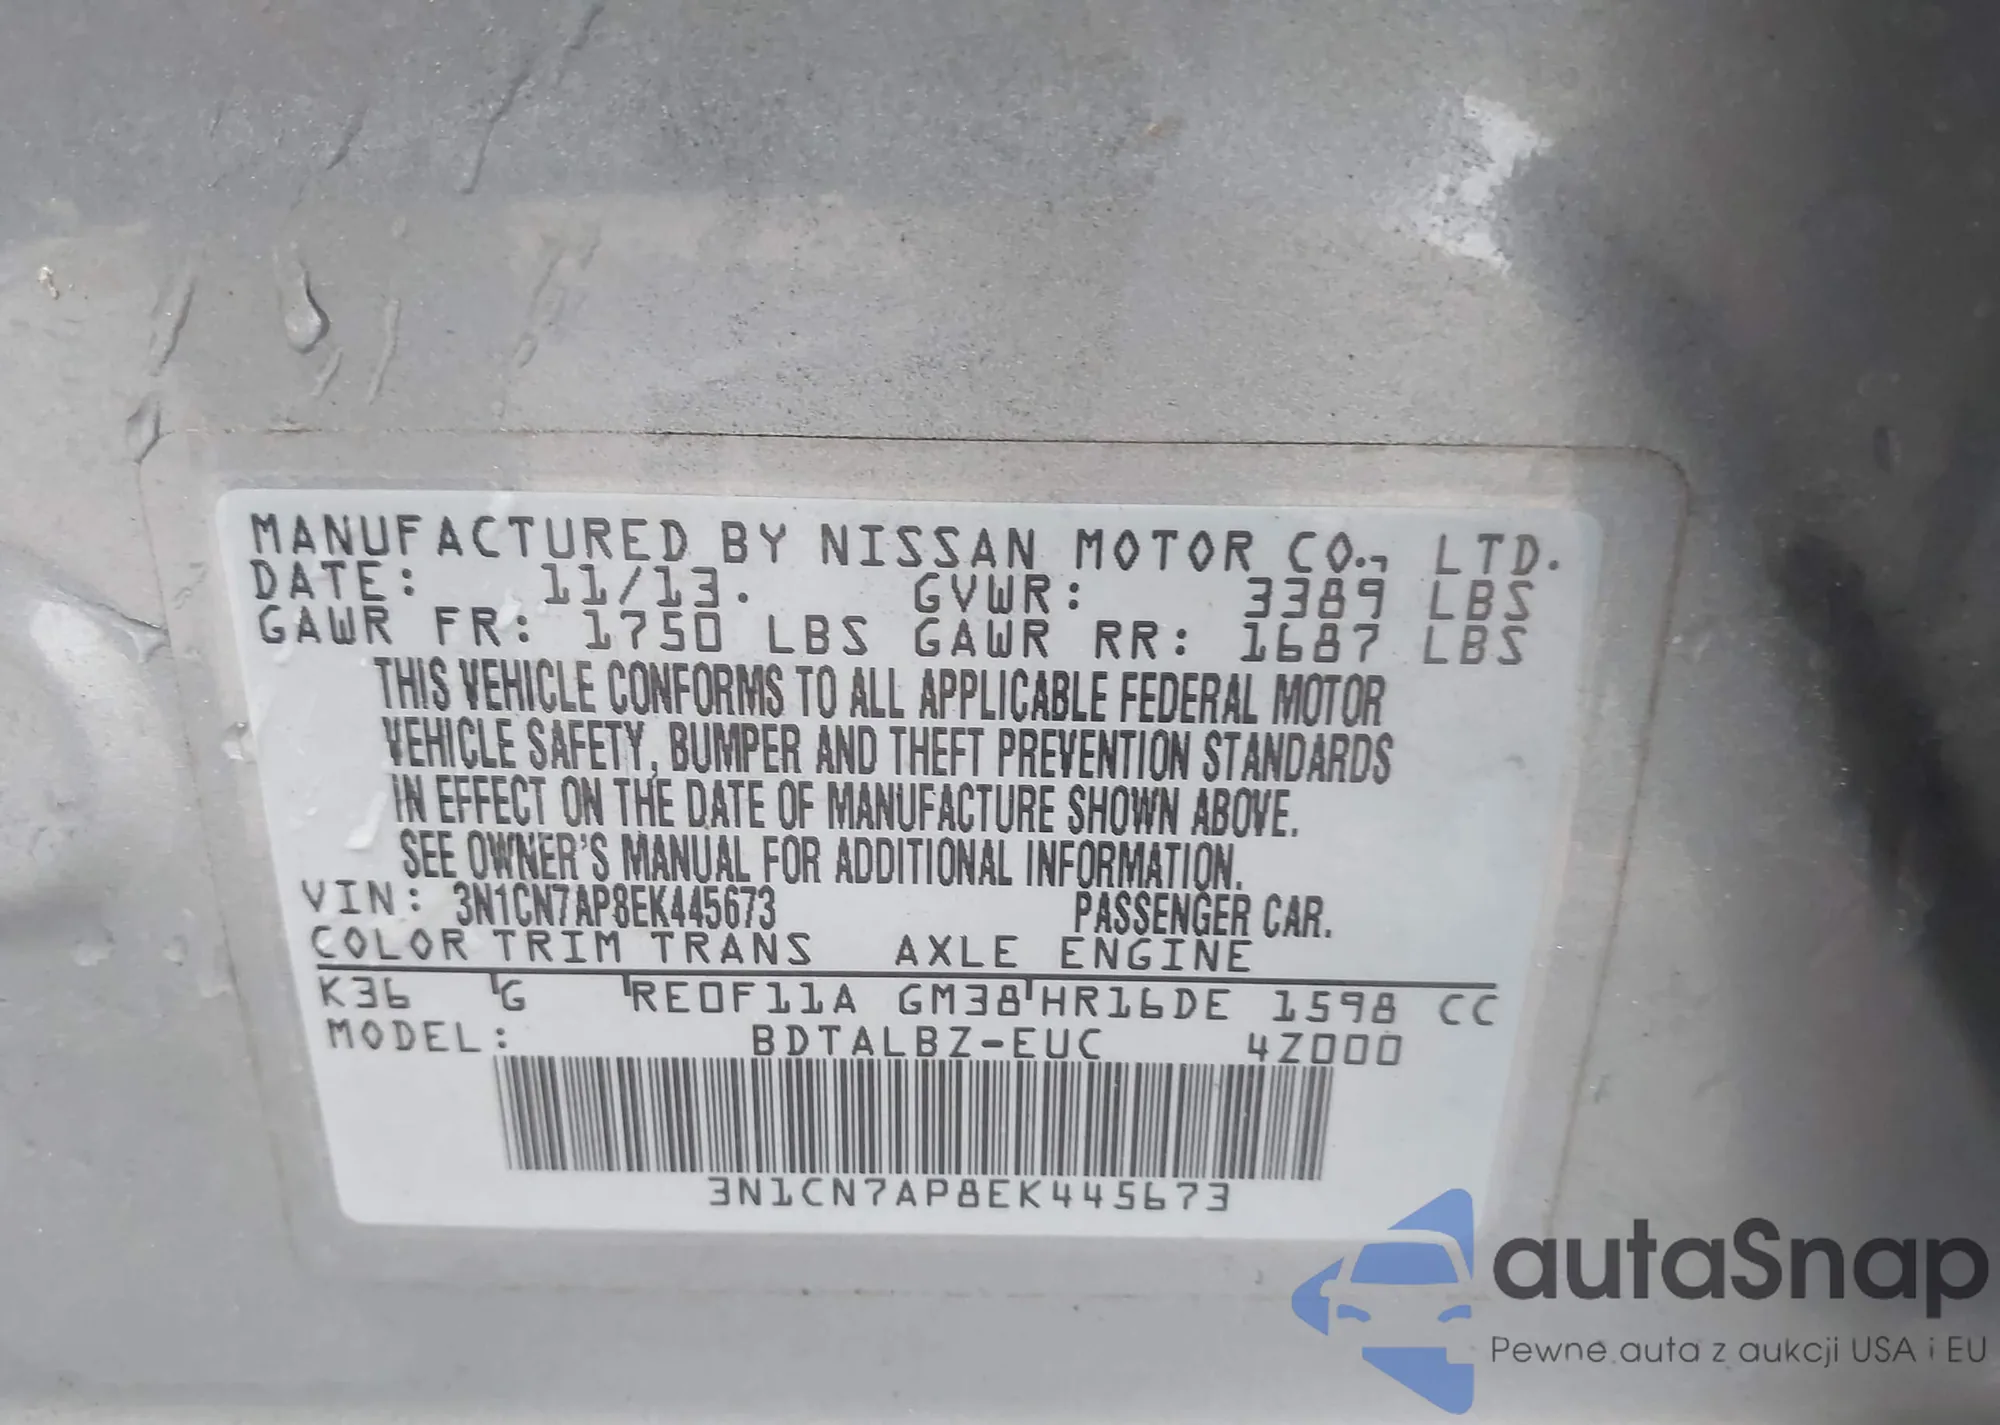 MANUFACTURED BY NISSAN MOTOR CO., LTD.
DATE: 11/13. GVWR: 3389 LBS
GAWR FR: 1750 LBS GAWR RR: 1687 LBS
THIS VEHICLE CONFORMS TO ALL APPLICABLE FEDERAL MOTOR
VEHICLE SAFETY, BUMPER AND THEFT PREVENTION STANDARDS
IN EFFECT ON THE DATE OF MANUFACTURE SHOWN ABOVE.
SEE OWNER'S MANUAL FOR ADDITIONAL INFORMATION.
VIN: 3N1CN7AP8EK445673 PASSENGER CAR.
COLOR TRIM TRANS AXLE ENGINE
K36 G RE0F11A GM38 HR16DE 1598 CC
MODEL: BDTALBZ-EUC 4Z000
3N1CN7AP8EK445673
autaSnap
Pewne auta z aukcji USA i EU